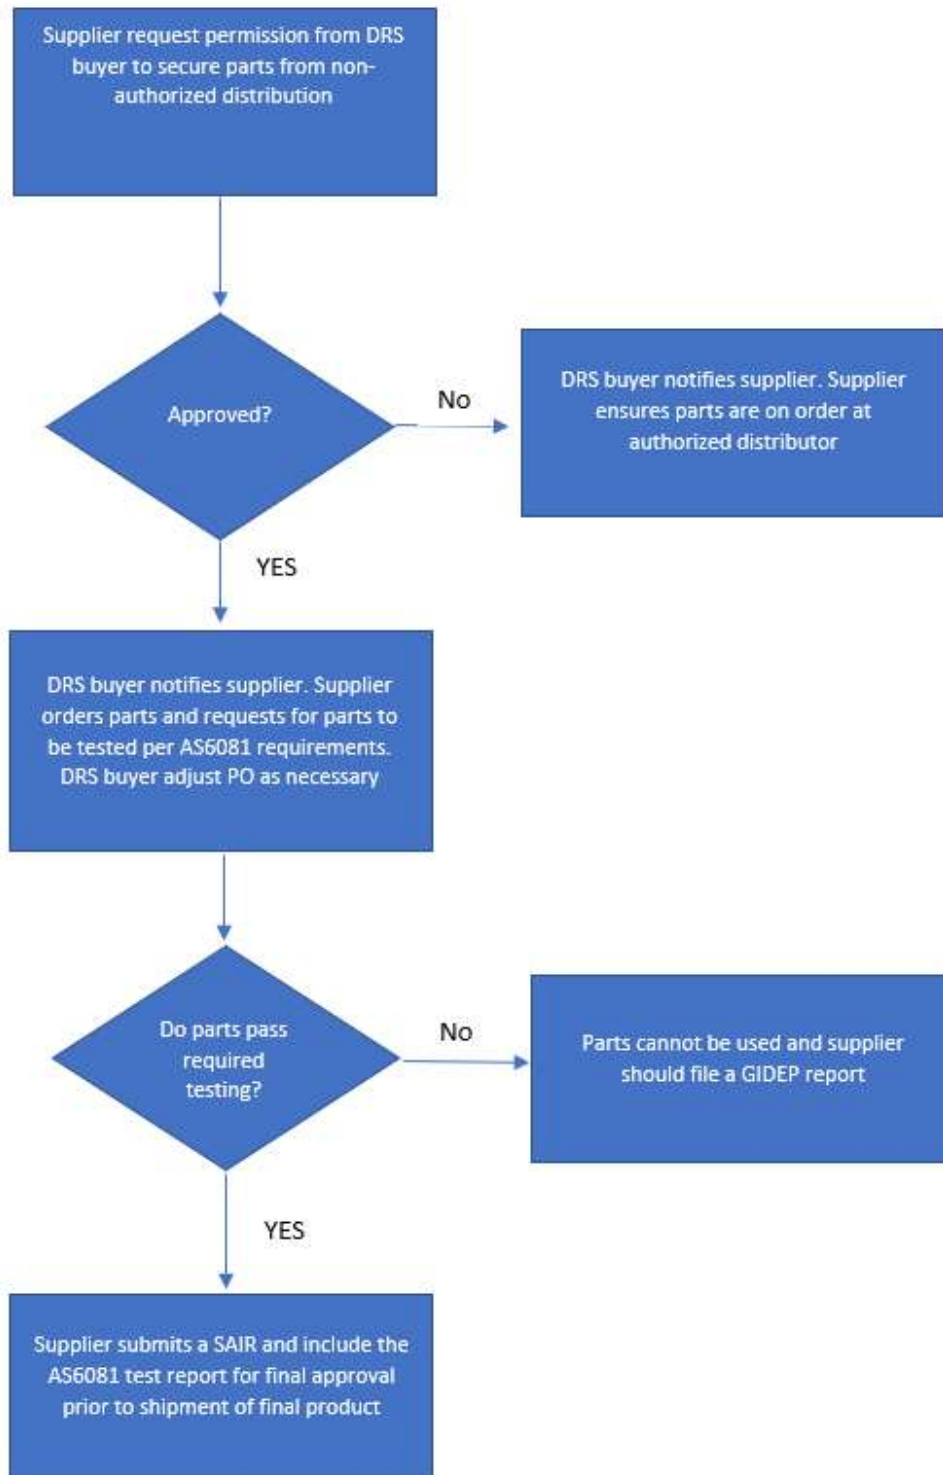 Supplier request permission from DRS
buyer to secure parts from non-
authorized distribution
Approved?
No
DRS buyer notifies supplier. Supplier
ensures parts are on order at
authorized distributor
YES
DRS buyer notifies supplier. Supplier
orders parts and requests for parts to
be tested per AS6081 requirements.
DRS buyer adjust PO as necessary
Do parts pass
required
testing?
No
Parts cannot be used and supplier
should file a GIDEP report
YES
Supplier submits a SAIR and include the
AS6081 test report for final approval
prior to shipment of final product